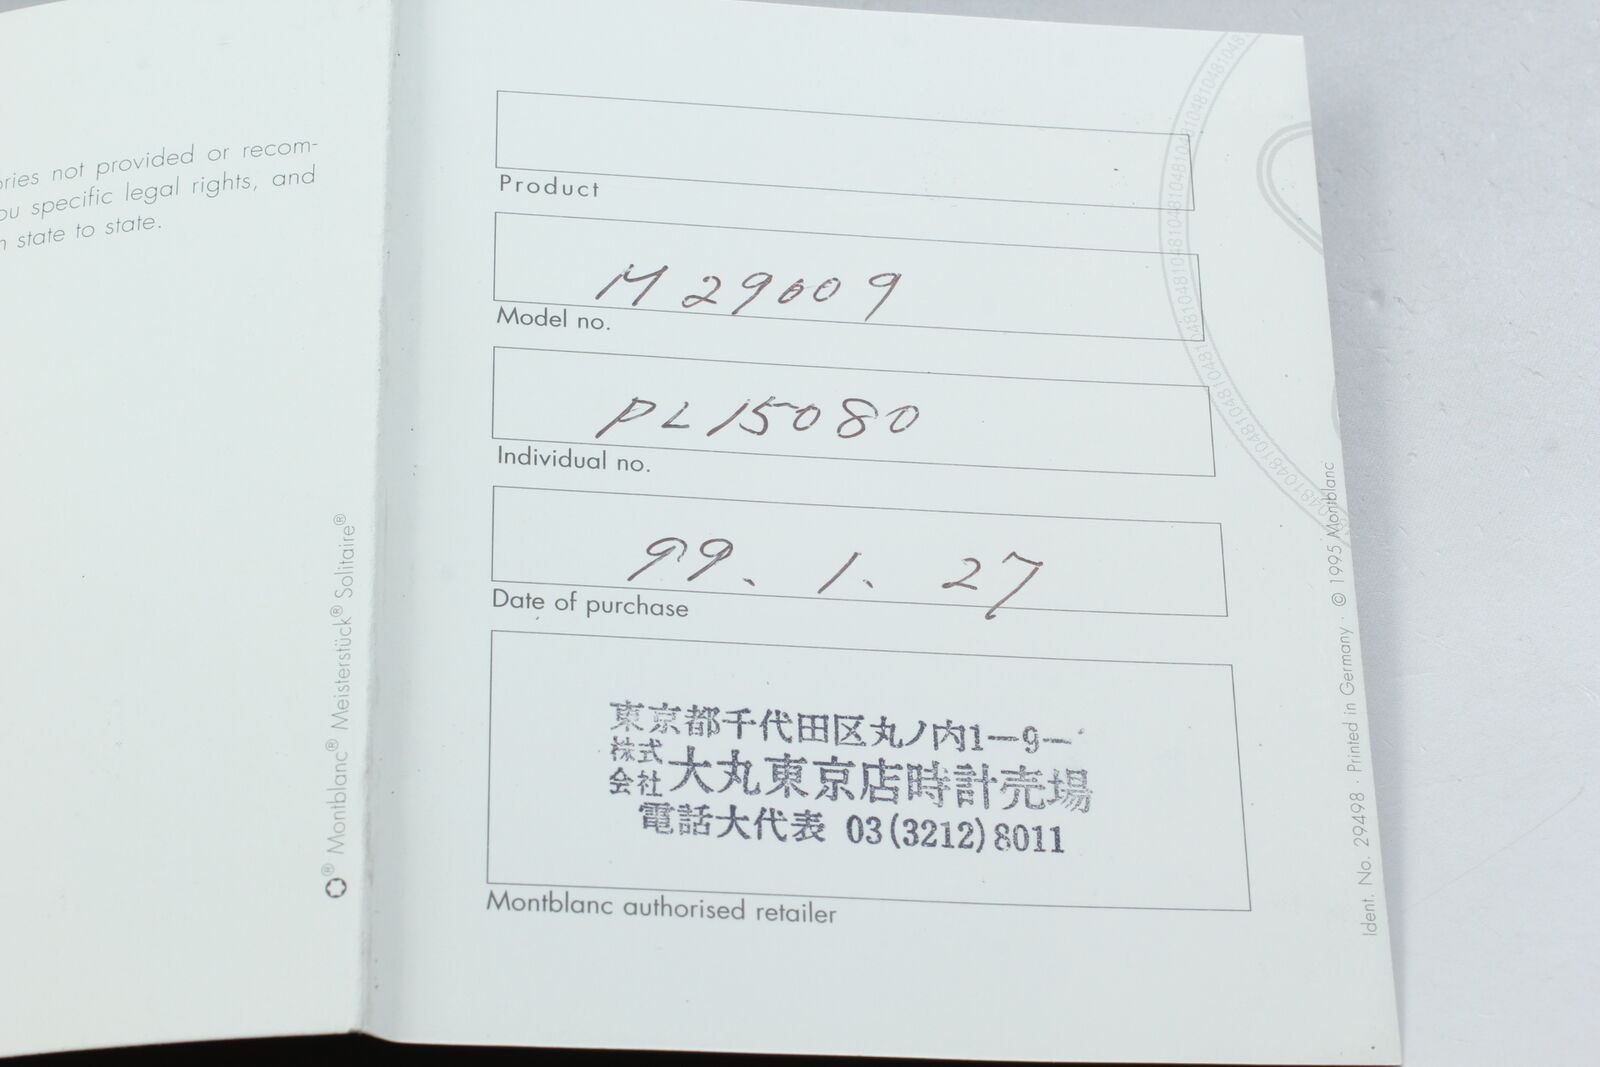 ries not provided or recom-
ou specific legal rights, and
state to state.
® Montblanc® Meisterstück® Solitaire®
Product
M 29009
Model no.
PL 15080
Individual no.
99. 1. 27
Date of purchase
東京都千代田区丸ノ内1-9-
株式会社 大丸東京店時計売場
電話大代表 03(3212)8011
Montblanc authorised retailer
Ident. No. 29498 · Printed in Germany · © 1995 Montblanc